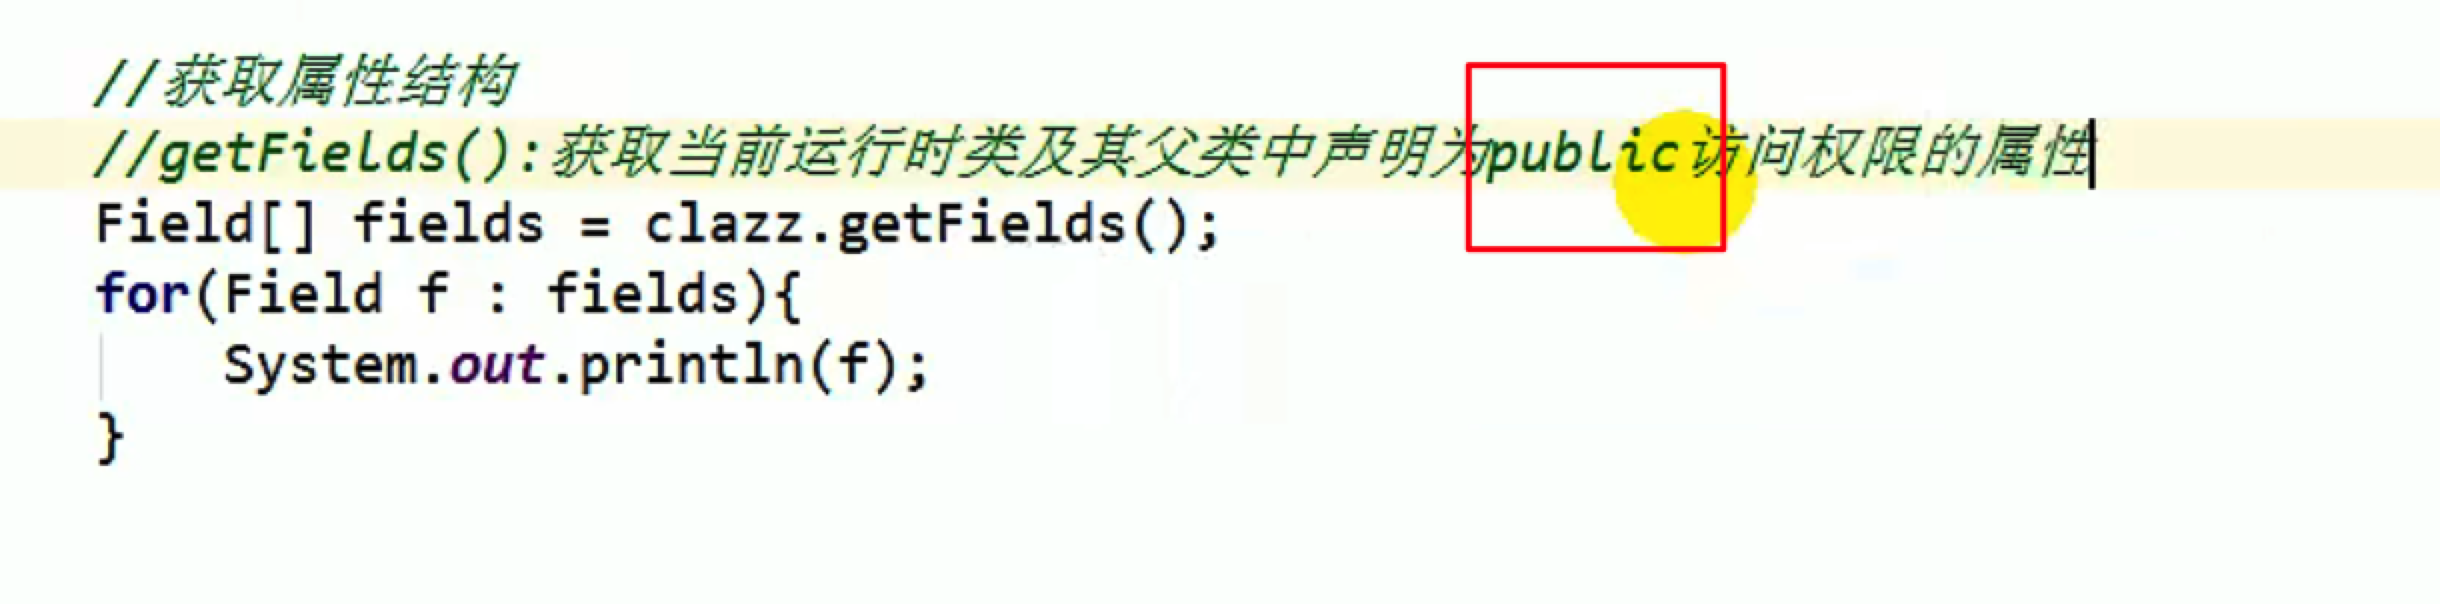 //获取属性结构
//getFields():获取当前运行时类及其父类中声明为public访问权限的属性
Field[] fields = clazz.getFields();
for(Field f : fields){
    System.out.println(f);
}